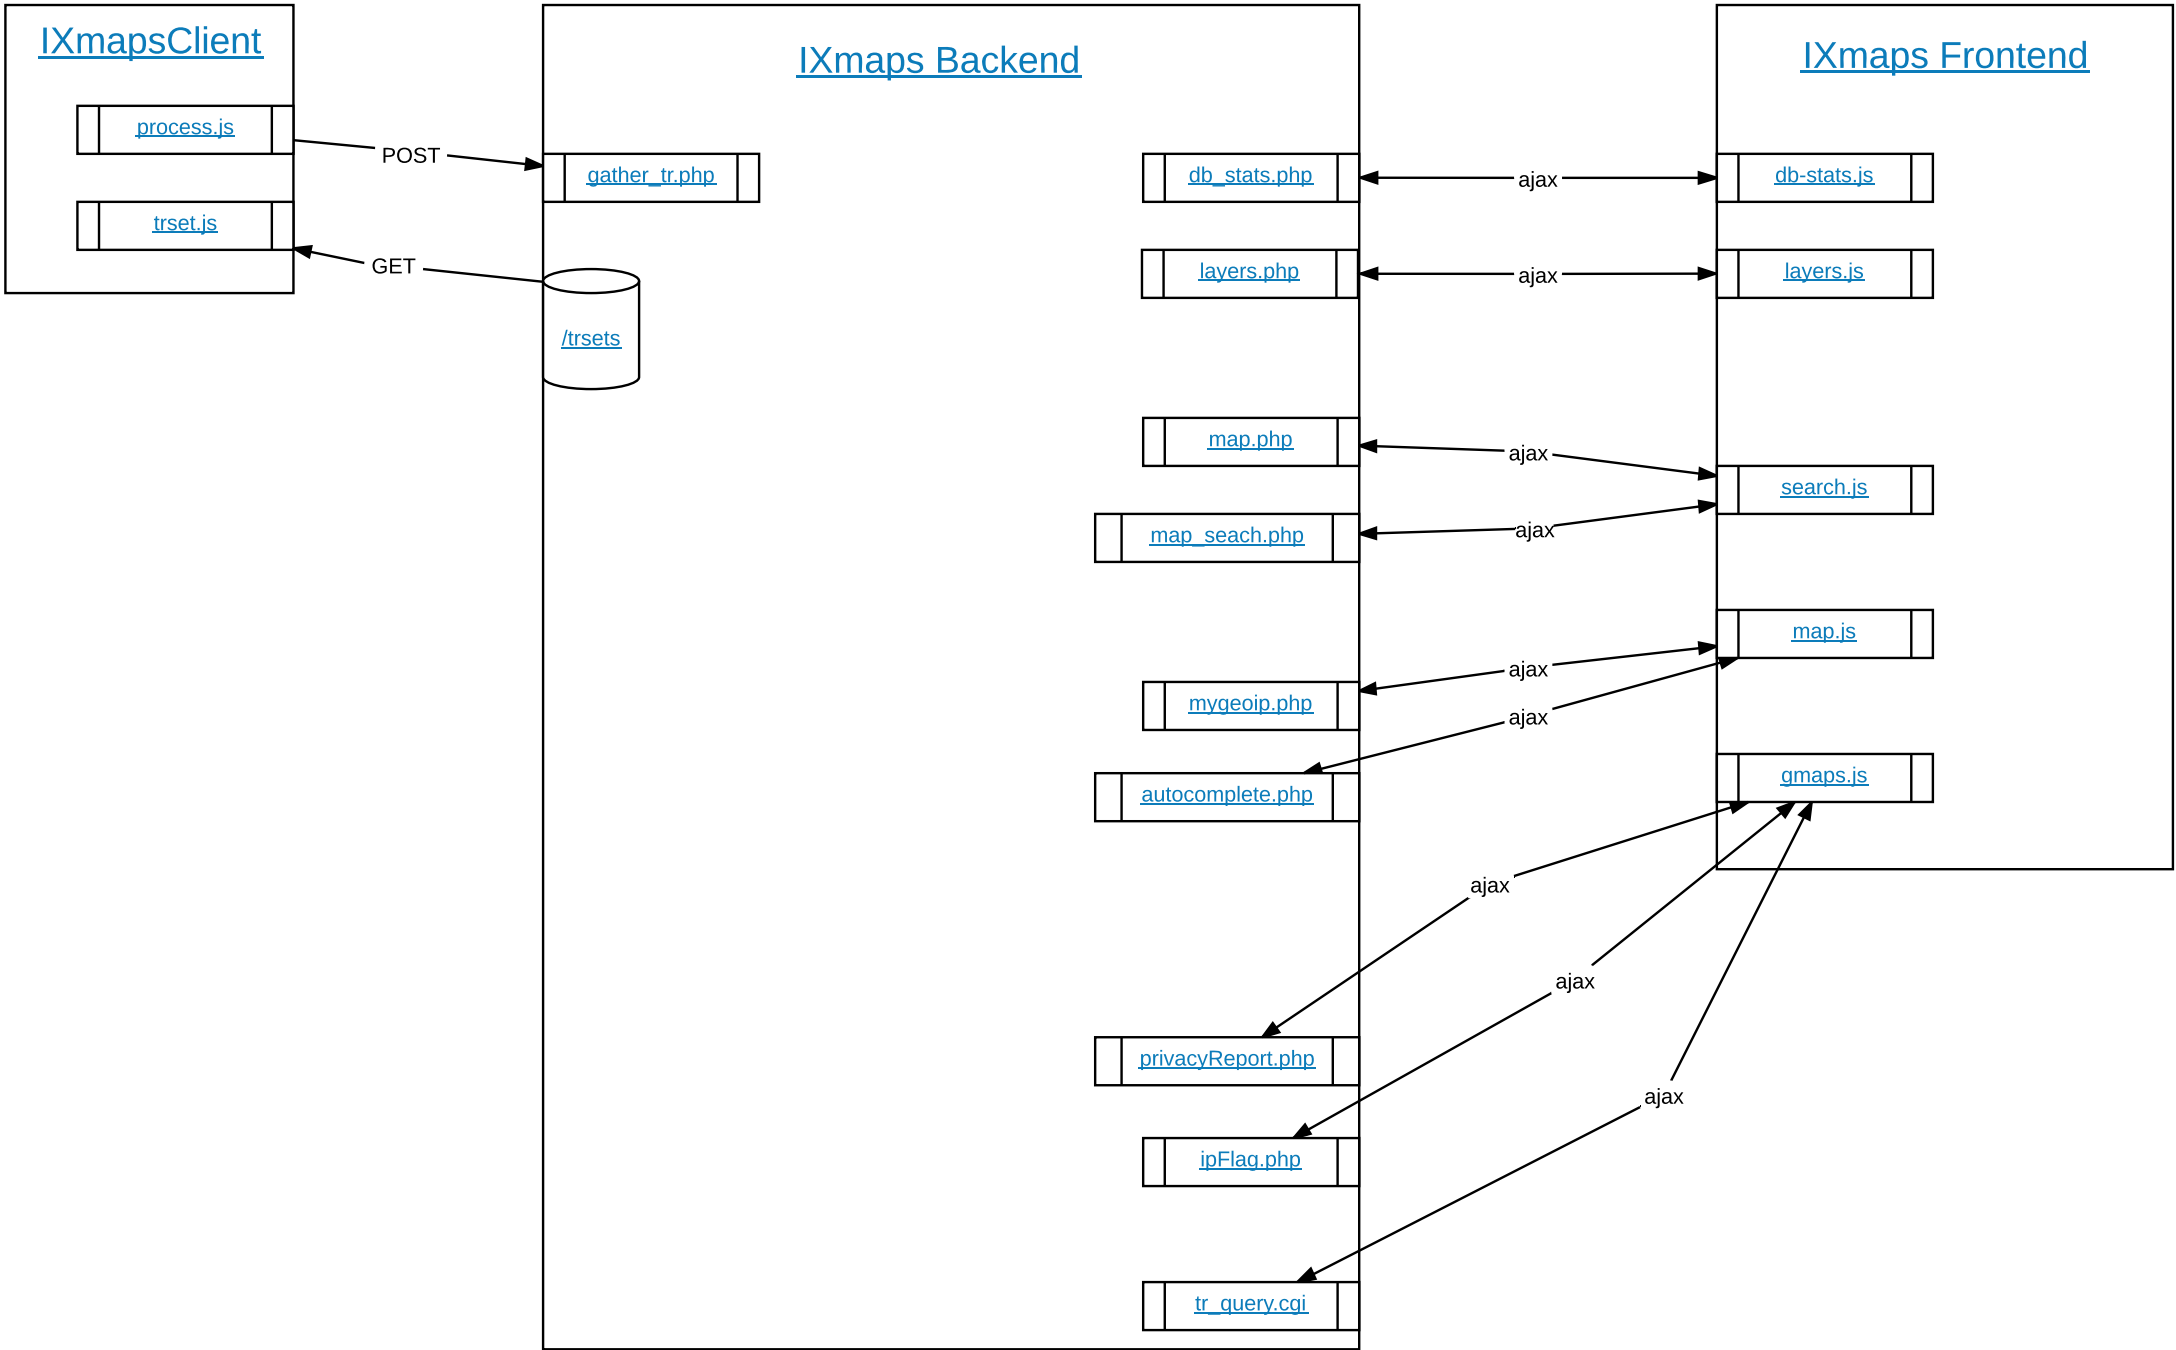 IXmapsClient
process.js
trset.js
POST
GET
IXmaps Backend
gather_tr.php
/trsets
db_stats.php
layers.php
map.php
map_seach.php
mygeoip.php
autocomplete.php
privacyReport.php
ipFlag.php
tr_query.cgi
ajax
ajax
ajax
ajax
ajax
ajax
ajax
ajax
ajax
IXmaps Frontend
db-stats.js
layers.js
search.js
map.js
gmaps.js